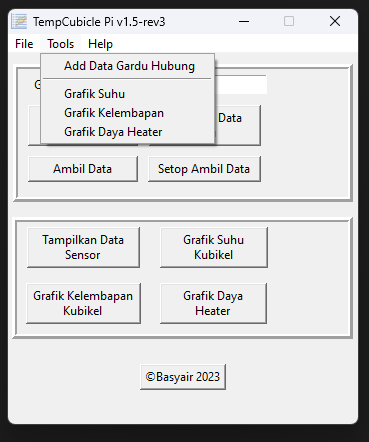 TempCubicle Pi v1.5-rev3
File Tools Help
Add Data Gardu Hubung
Grafik Suhu
Grafik Kelembapan
Grafik Daya Heater
G
Data
Ambil Data
Setop Ambil Data
Tampilkan Data
Sensor
Grafik Suhu
Kubikel
Grafik Kelembapan
Kubikel
Grafik Daya
Heater
©Basyair 2023